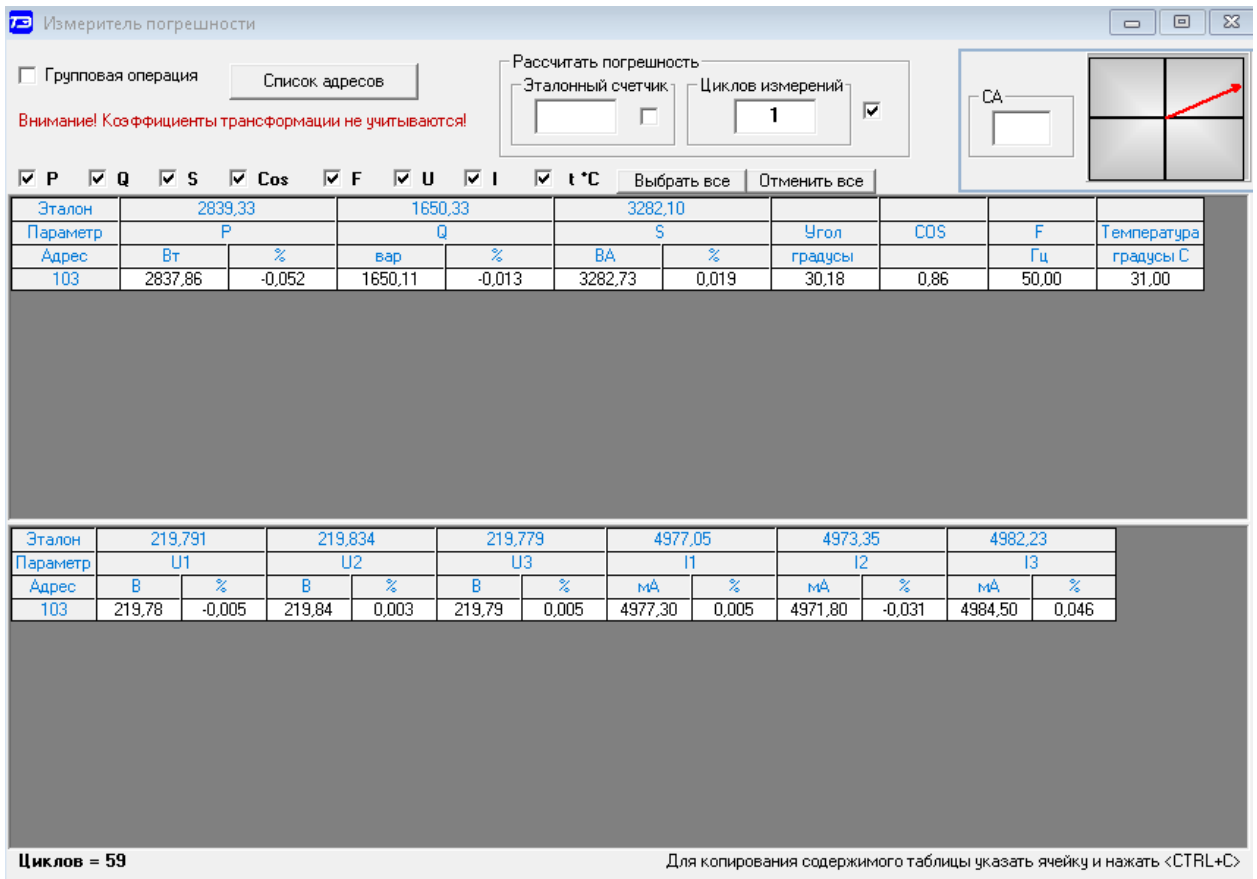 ТЭ Измеритель погрешности
Групповая операция Список адресов
Рассчитать погрешность
Эталонный счетчик Циклов измерений
1
СА
Внимание! Коэффициенты трансформации не учитываются!
P Q S Cos F U I t °C Выбрать все Отменить все
Эталон 2839,33 1650,33 3282,10
Параметр P Q S Угол COS F Температура
Адрес Вт % вар % ВА % градусы Гц градусы С
103 2837,86 -0,052 1650,11 -0,013 3282,73 0,019 30,18 0,86 50,00 31,00
Эталон 219,791 219,834 219,779 4977,05 4973,35 4982,23
Параметр U1 U2 U3 I1 I2 I3
Адрес В % В % В % мА % мА % мА %
103 219,78 -0,005 219,84 0,003 219,79 0,005 4977,30 0,005 4971,80 -0,031 4984,50 0,046
Циклов = 59 Для копирования содержимого таблицы указать ячейку и нажать <CTRL+C>